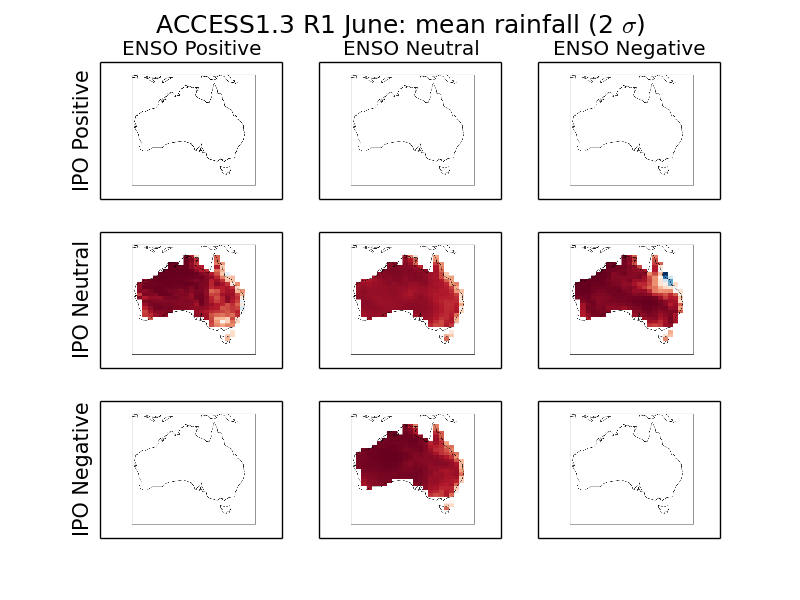 ACCESS1.3 R1 June: mean rainfall (2 σ)
ENSO Positive
ENSO Neutral
ENSO Negative
IPO Positive
IPO Neutral
IPO Negative